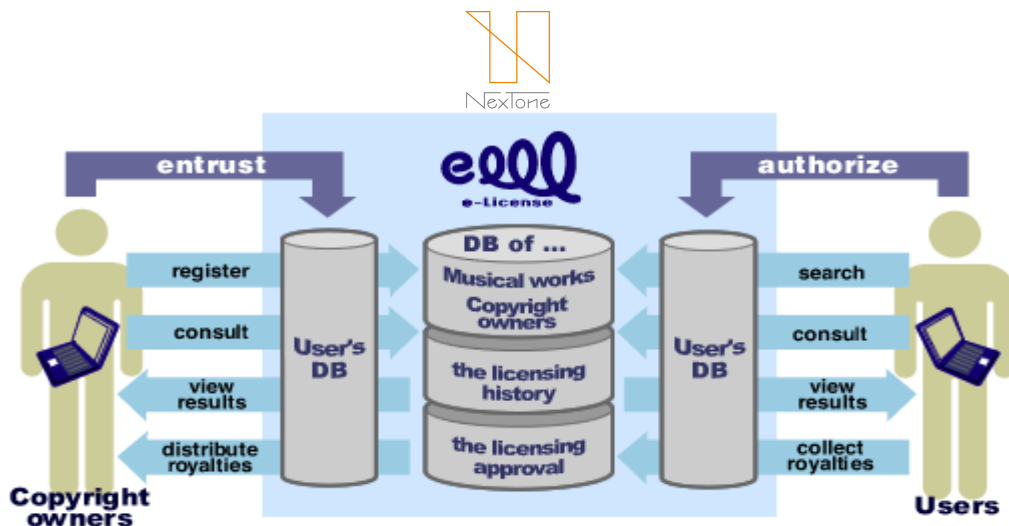 NexTone
entrust
authorize
elll
e-License
DB of ...
register
search
Musical works
Copyright
owners
consult
consult
User's
DB
User's
DB
the licensing
history
view
results
view
results
distribute
royalties
the licensing
approval
collect
royalties
Copyright
owners
Users